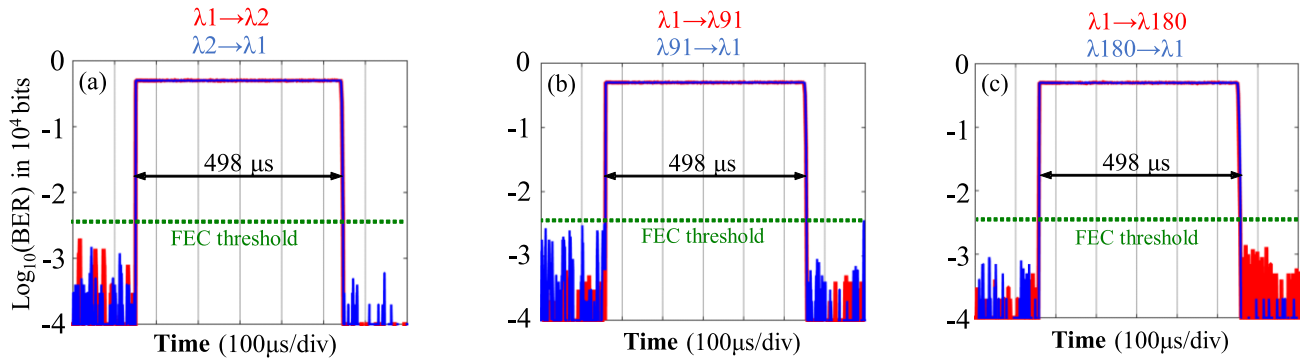 λ1→λ2
λ2→λ1
λ1→λ91
λ91→λ1
λ1→λ180
λ180→λ1
Log₁₀(BER) in 10⁴ bits
0
-1
-2
-3
-4
(a)
498 μs
FEC threshold
Time (100μs/div)
0
-1
-2
-3
-4
(b)
498 μs
FEC threshold
Time (100μs/div)
0
-1
-2
-3
-4
(c)
498 μs
FEC threshold
Time (100μs/div)